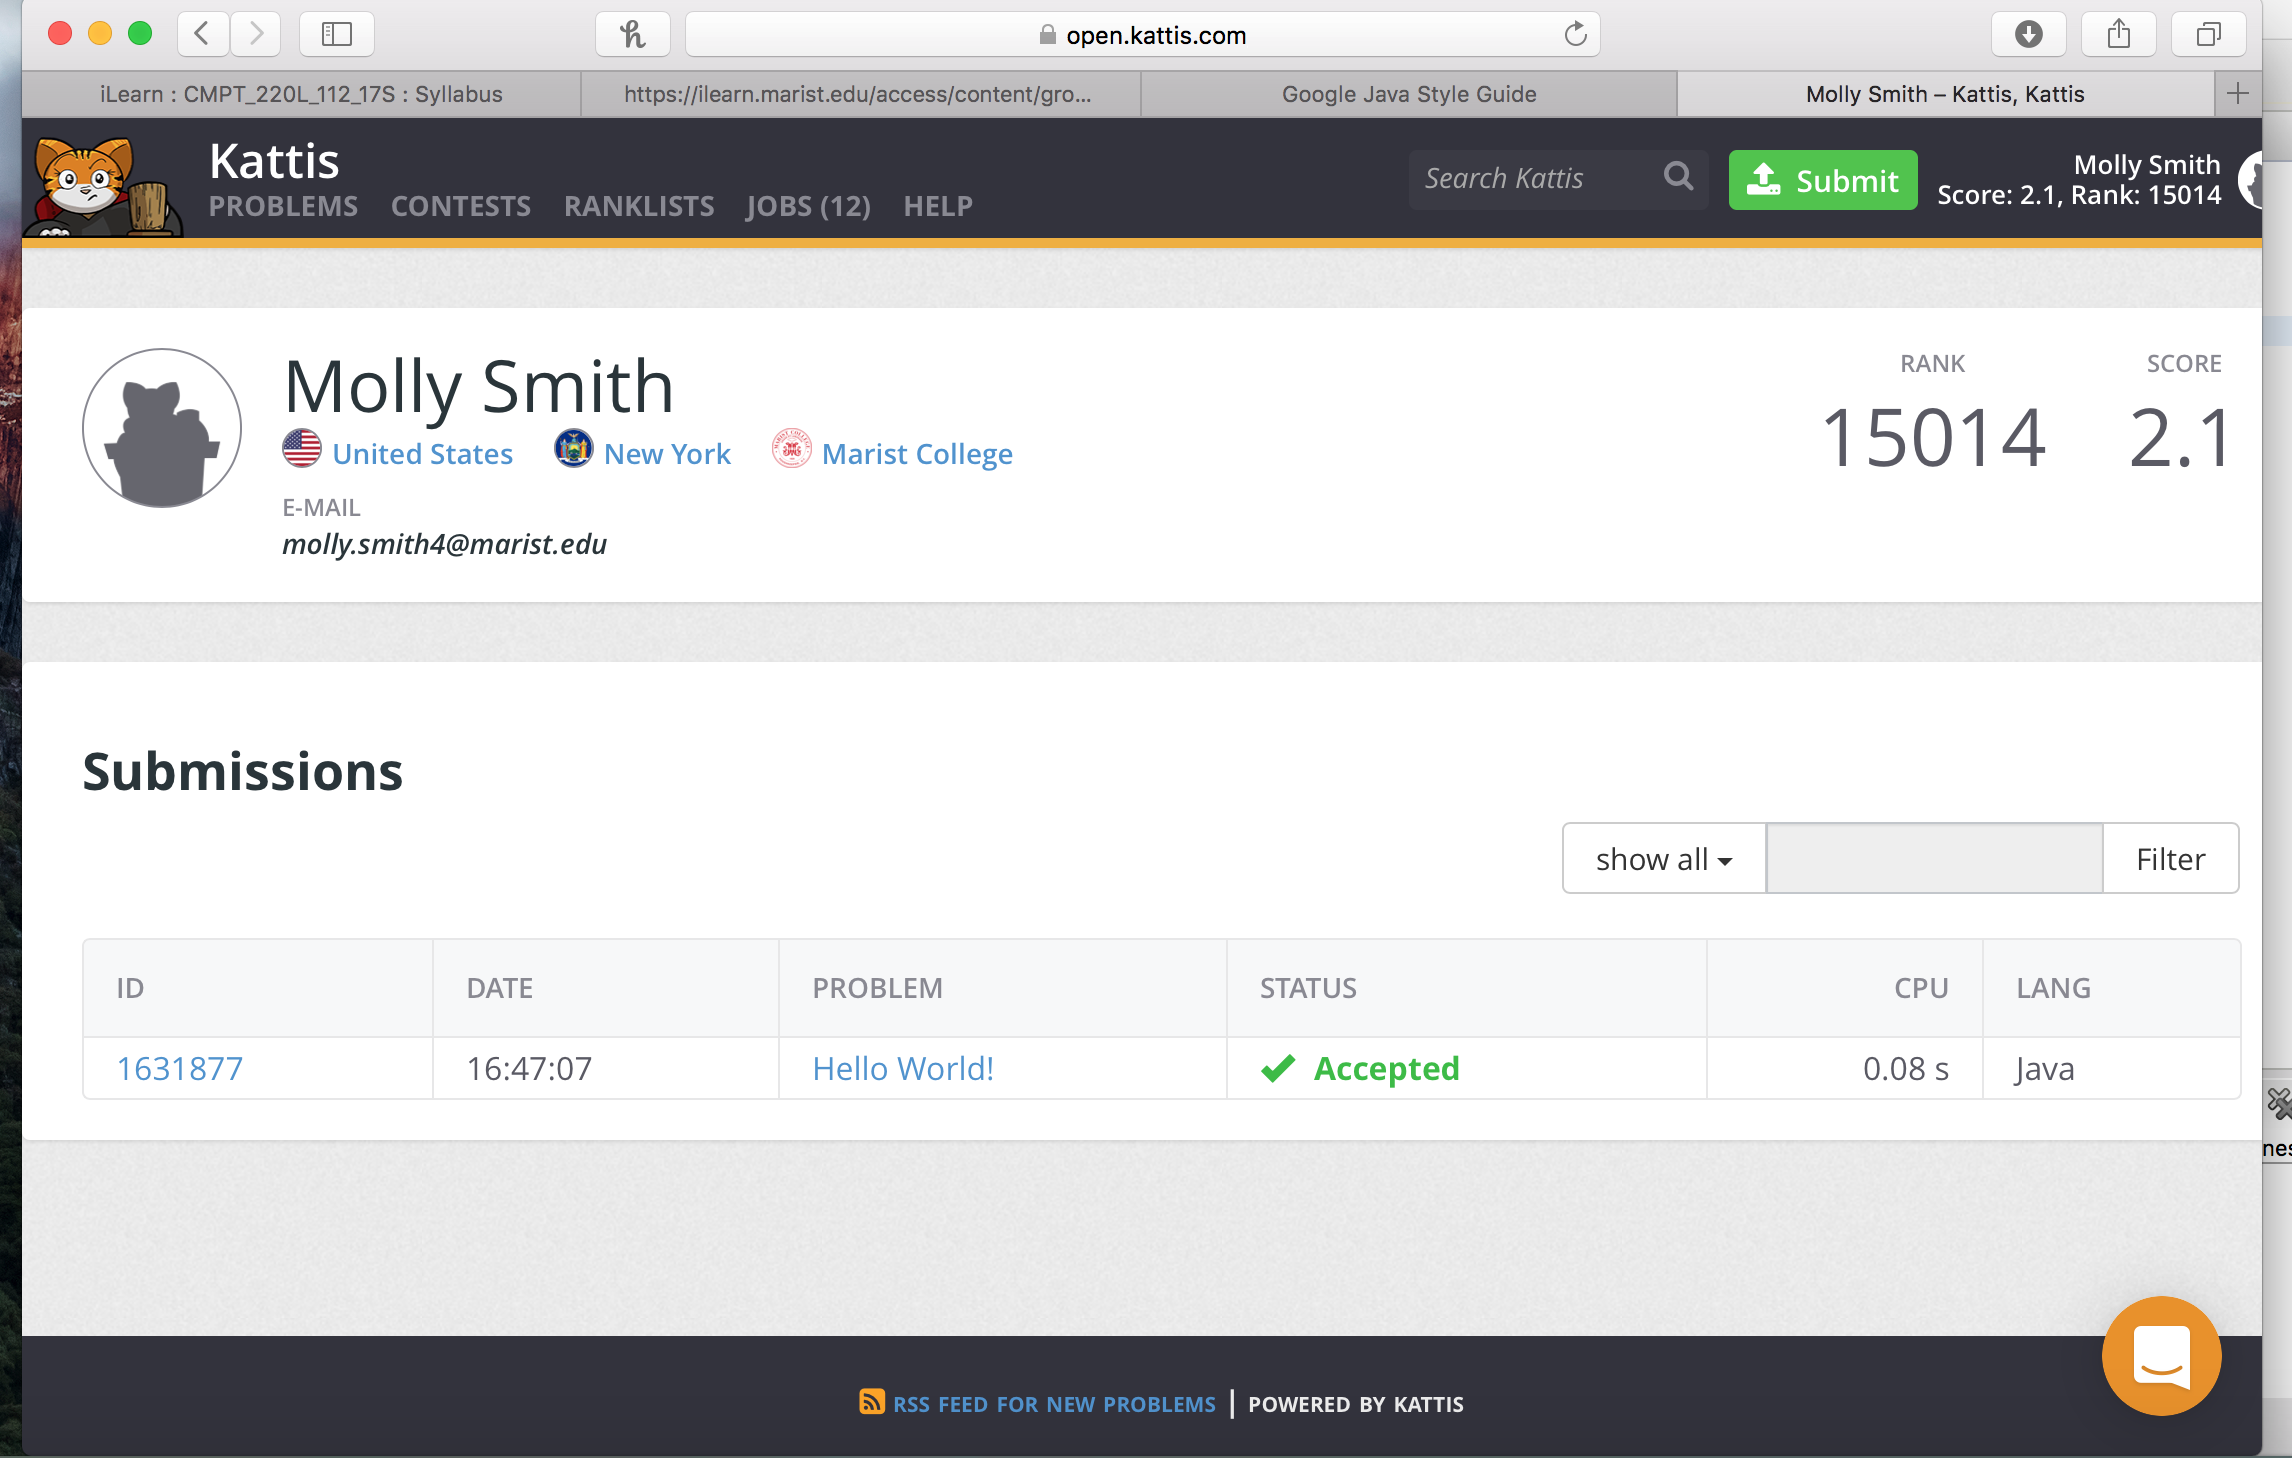 open.kattis.com
iLearn : CMPT_220L_112_17S : Syllabus
https://ilearn.marist.edu/access/content/gro...
Google Java Style Guide
Molly Smith – Kattis, Kattis
Kattis
PROBLEMS CONTESTS RANKLISTS JOBS (12) HELP
Search Kattis
Submit
Molly Smith
Score: 2.1, Rank: 15014
Molly Smith
United States New York Marist College
E-MAIL
molly.smith4@marist.edu
RANK SCORE
15014 2.1
Submissions
show all Filter
ID DATE PROBLEM STATUS CPU LANG
1631877 16:47:07 Hello World! Accepted 0.08 s Java
RSS FEED FOR NEW PROBLEMS | POWERED BY KATTIS